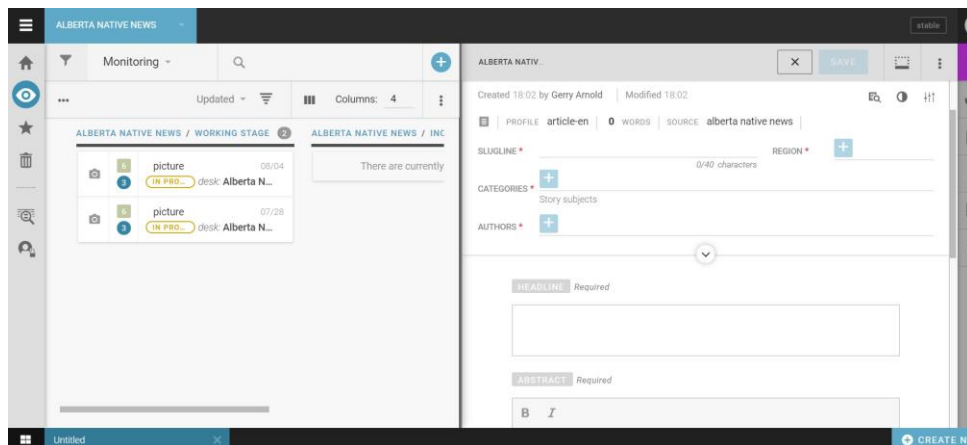 ALBERTA NATIVE NEWS
stable
Monitoring
ALBERTA NATIV..
SAVE
Updated
Columns: 4
Created 18:02 by Gerry Arnold Modified 18:02
PROFILE article-en 0 WORDS SOURCE alberta native news
ALBERTA NATIVE NEWS / WORKING STAGE 2
ALBERTA NATIVE NEWS / INC
SLUGLINE *
REGION *
0/40 characters
6 picture 08/04
3 IN PRO... desk: Alberta N...
There are currently
CATEGORIES *
Story subjects
6 picture 07/28
3 IN PRO... desk: Alberta N...
AUTHORS *
HEADLINE Required
ABSTRACT Required
B I
Untitled
CREATE N